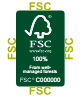 FSC
FSC
FSC
FSC
www.fsc.org
100%
From well-
managed forests
FSC® C000000
FSC